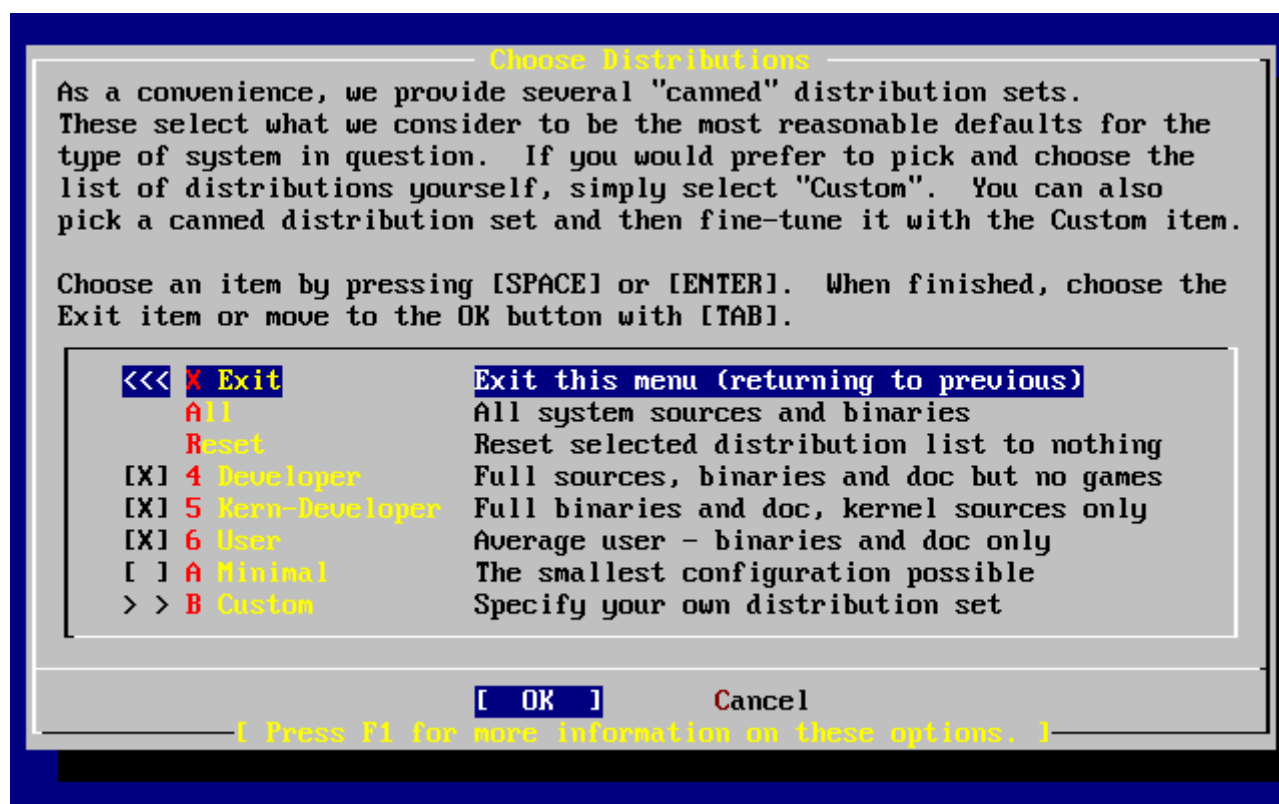 Choose Distributions
As a convenience, we provide several "canned" distribution sets.
These select what we consider to be the most reasonable defaults for the
type of system in question.  If you would prefer to pick and choose the
list of distributions yourself, simply select "Custom".  You can also
pick a canned distribution set and then fine-tune it with the Custom item.
Choose an item by pressing [SPACE] or [ENTER].  When finished, choose the
Exit item or move to the OK button with [TAB].
<<< X Exit Exit this menu (returning to previous)
All All system sources and binaries
Reset Reset selected distribution list to nothing
[X] 4 Developer Full sources, binaries and doc but no games
[X] 5 Kern-Developer Full binaries and doc, kernel sources only
[X] 6 User Average user - binaries and doc only
[ ] A Minimal The smallest configuration possible
> > B Custom Specify your own distribution set
[ OK ] Cancel
[ Press F1 for more information on these options. ]